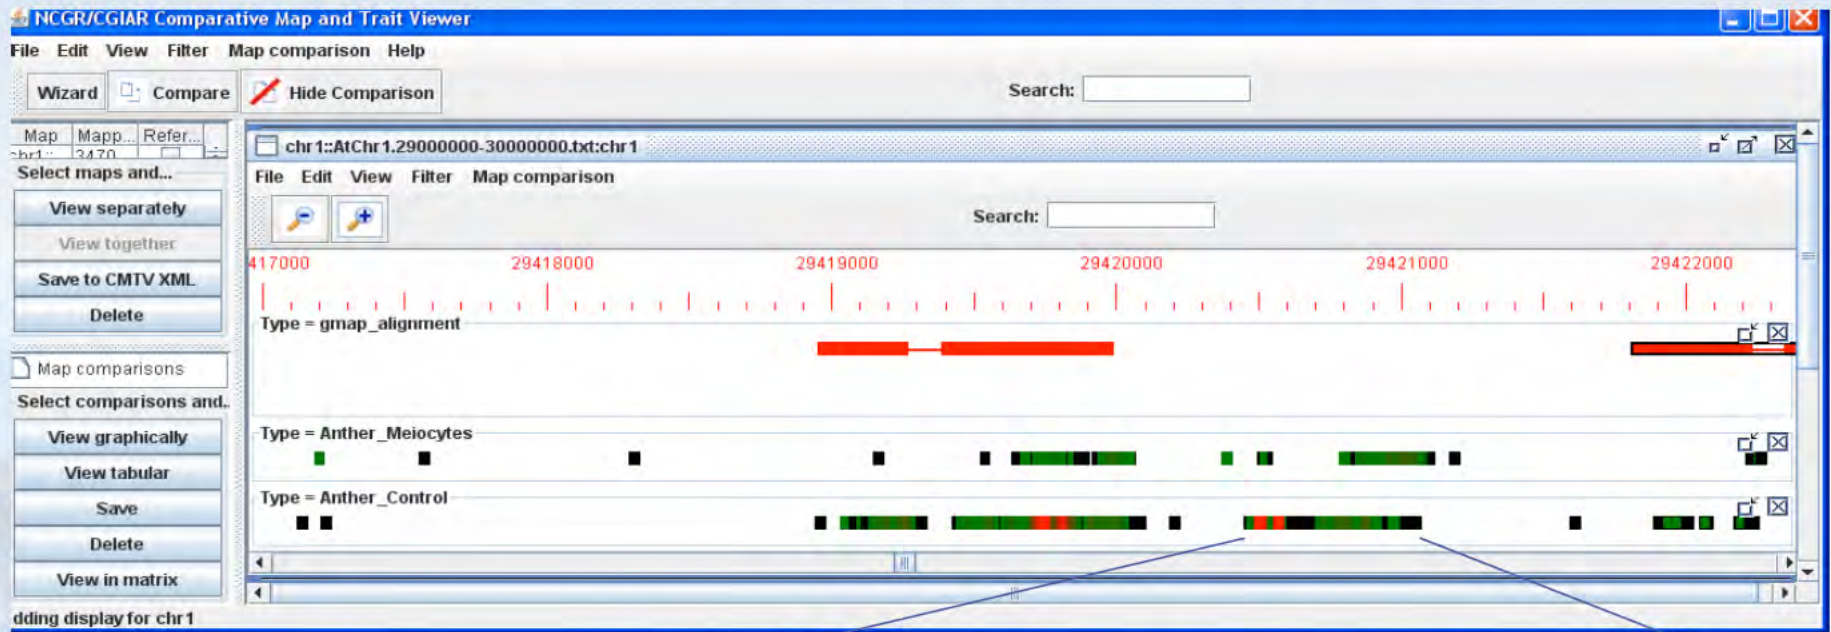 NCGR/CGIAR Comparative Map and Trait Viewer
File Edit View Filter Map comparison Help
Wizard Compare Hide Comparison Search:
Map Mapp... Refer...
chr1:: 3470
Select maps and...
View separately
View together
Save to CMTV XML
Delete
Map comparisons
Select comparisons and..
View graphically
View tabular
Save
Delete
View in matrix
dding display for chr1
chr1::AtChr1.29000000-30000000.txt:chr1
File Edit View Filter Map comparison
Search:
417000 29418000 29419000 29420000 29421000 29422000
Type = gmap_alignment
Type = Anther_Meiocytes
Type = Anther_Control